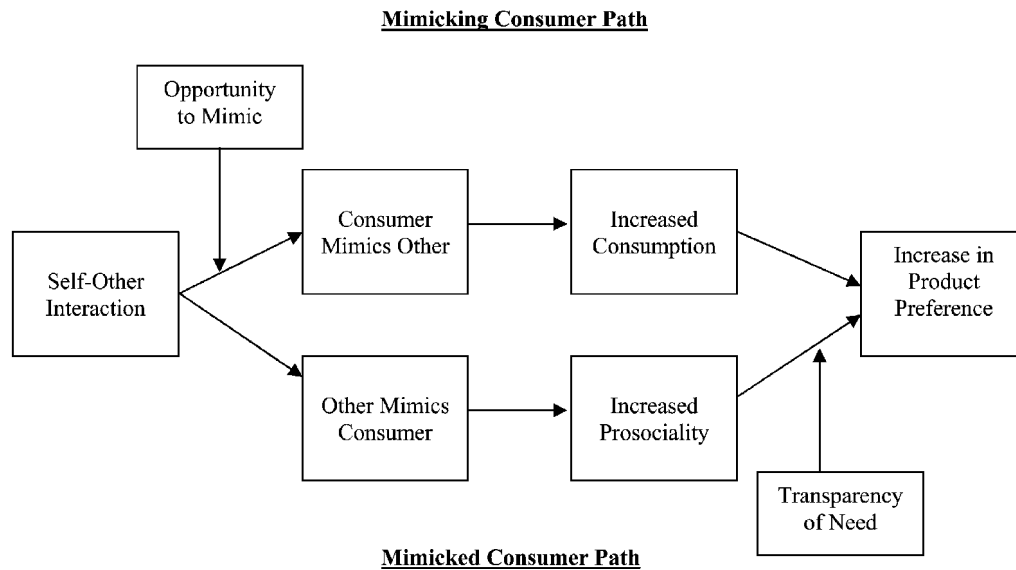 Mimicking Consumer Path
Opportunity
to Mimic
Consumer
Mimics Other
Increased
Consumption
Self-Other
Interaction
Increase in
Product
Preference
Other Mimics
Consumer
Increased
Prosociality
Transparency
of Need
Mimicked Consumer Path